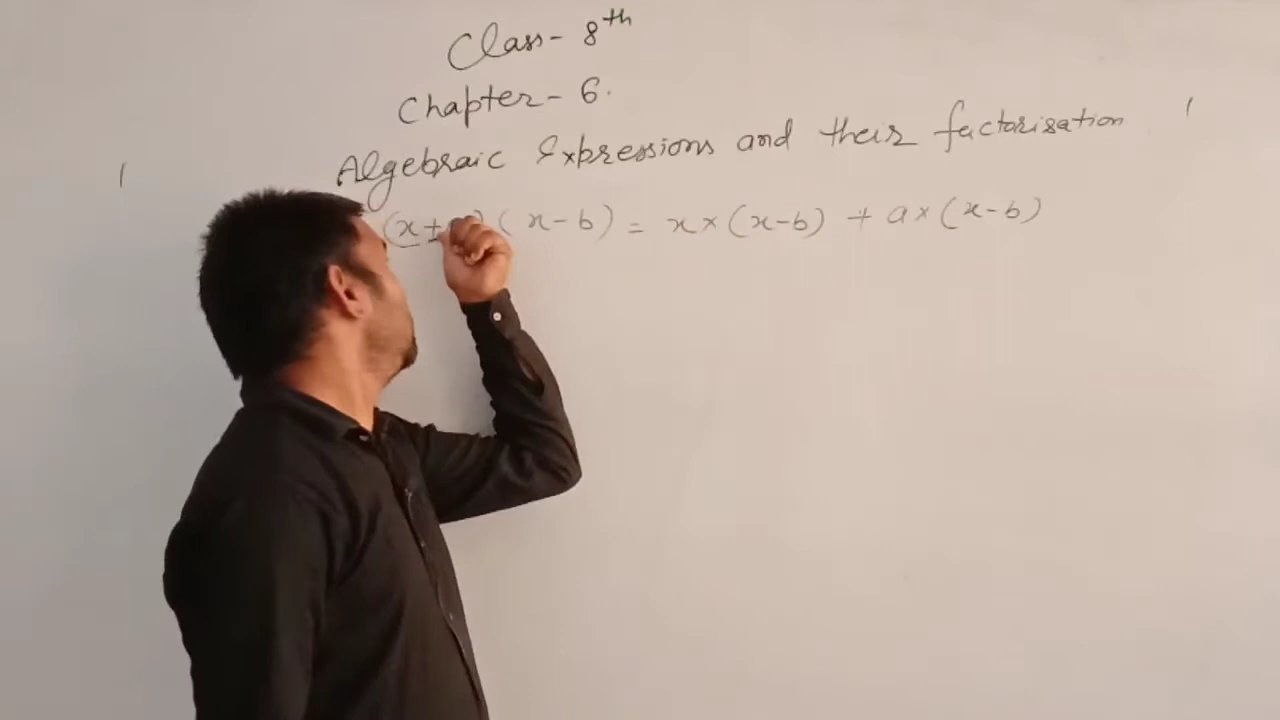 Class - 8th
Chapter - 6.
Algebraic Expressions and their factorisation
(x+ ) (x-b) = x×(x-b) + a×(x-b)